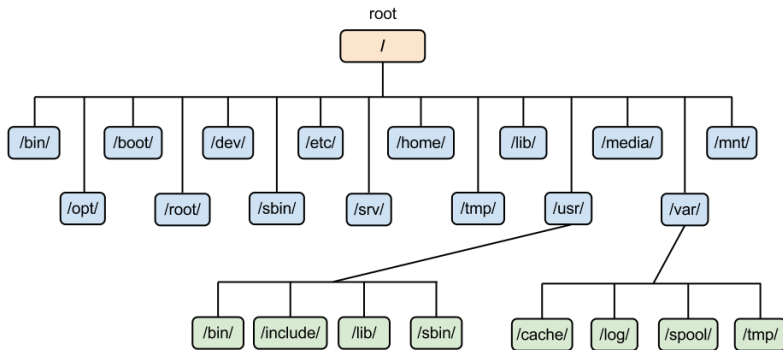 root
/
/bin/
/boot/
/dev/
/etc/
/home/
/lib/
/media/
/mnt/
/opt/
/root/
/sbin/
/srv/
/tmp/
/usr/
/var/
/bin/
/include/
/lib/
/sbin/
/cache/
/log/
/spool/
/tmp/